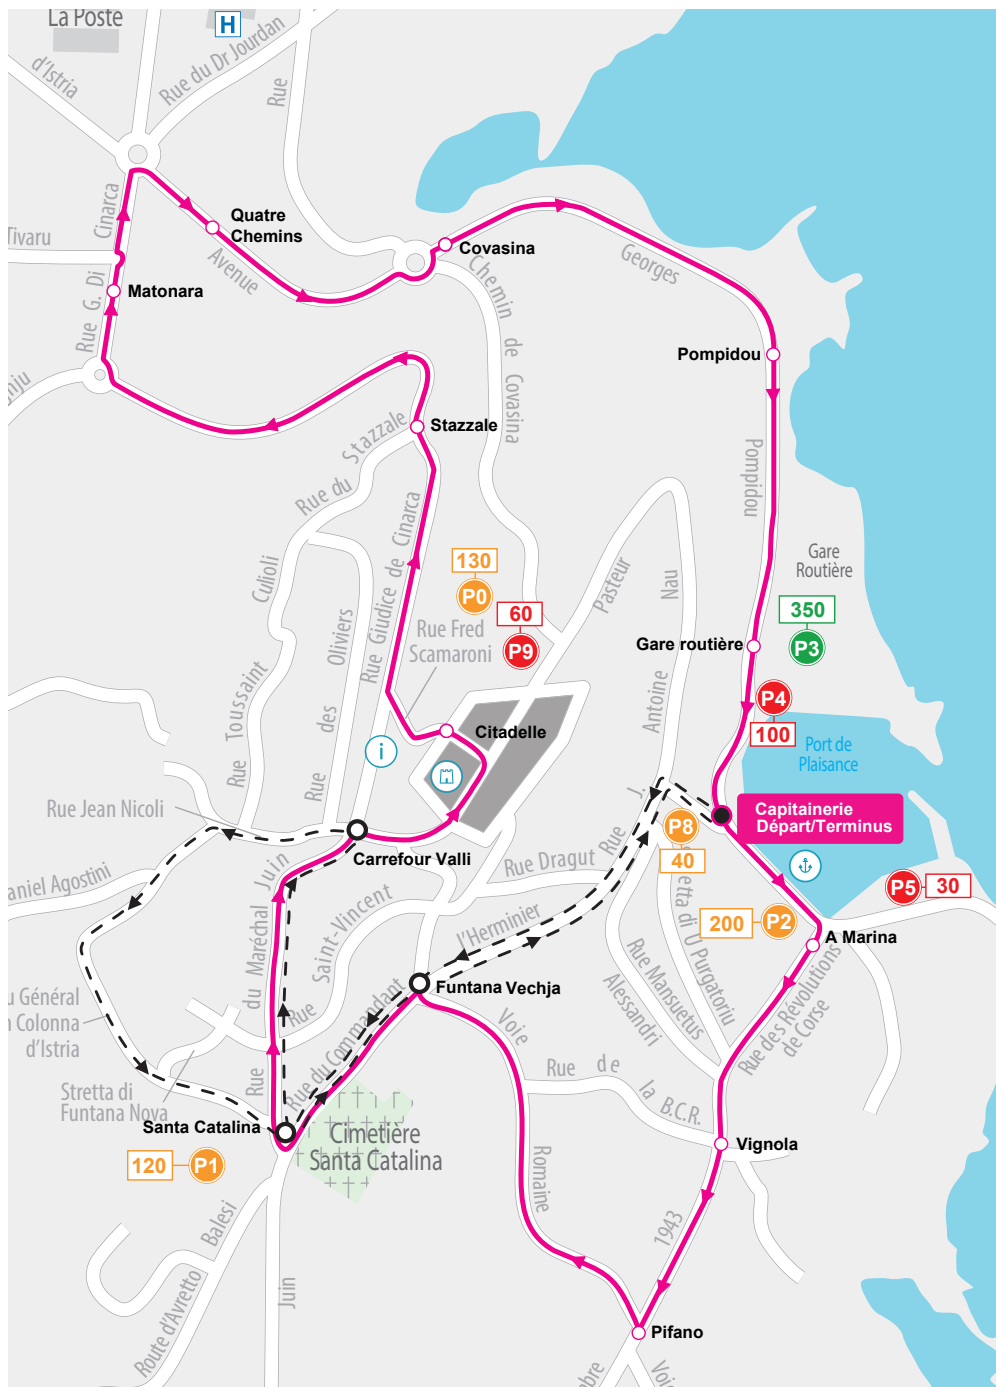 La Poste
H
d'Istria
Rue du Dr Jourdan
Rue
Tivaru
Rue G. Di Cinarca
Quatre
Chemins
Avenue
Covasina
Georges
Chemin de Covasina
Matonara
Pompidou
Stazzale
Rue du Stazzale
Pompidou
Gare
Routière
Culioli
130
P0
60
P9
Pasteur
Nau
350
P3
Rue Giudice de Cinarca
Rue Fred
Scamaroni
Oliviers
Gare routière
Rue Toussaint
des
Rue
Antoine
P4
100
Citadelle
i
Port de
Plaisance
J.
Rue Jean Nicoli
Capitainerie
Départ/Terminus
P8
40
Carrefour Valli
Rue Dragut
Rue
aniel Agostini
P5
30
Rue du Maréchal Juin
Rue Saint-Vincent
l'Herminier
etta di U Purgatoriu
200
P2
A Marina
Funtana Vechja
Rue Mansuetus
Alessandri
Rue des Révolutions
de Corse
u Général
Colonna
d'Istria
Rue du Commandant
Voie
Romaine
Rue de la B.C.R.
Stretta di
Funtana Nova
Santa Catalina
Cimetière
Santa Catalina
Vignola
120
P1
Balesi
1943
Route d'Avretto
Juin
Pifano
bre
Voie